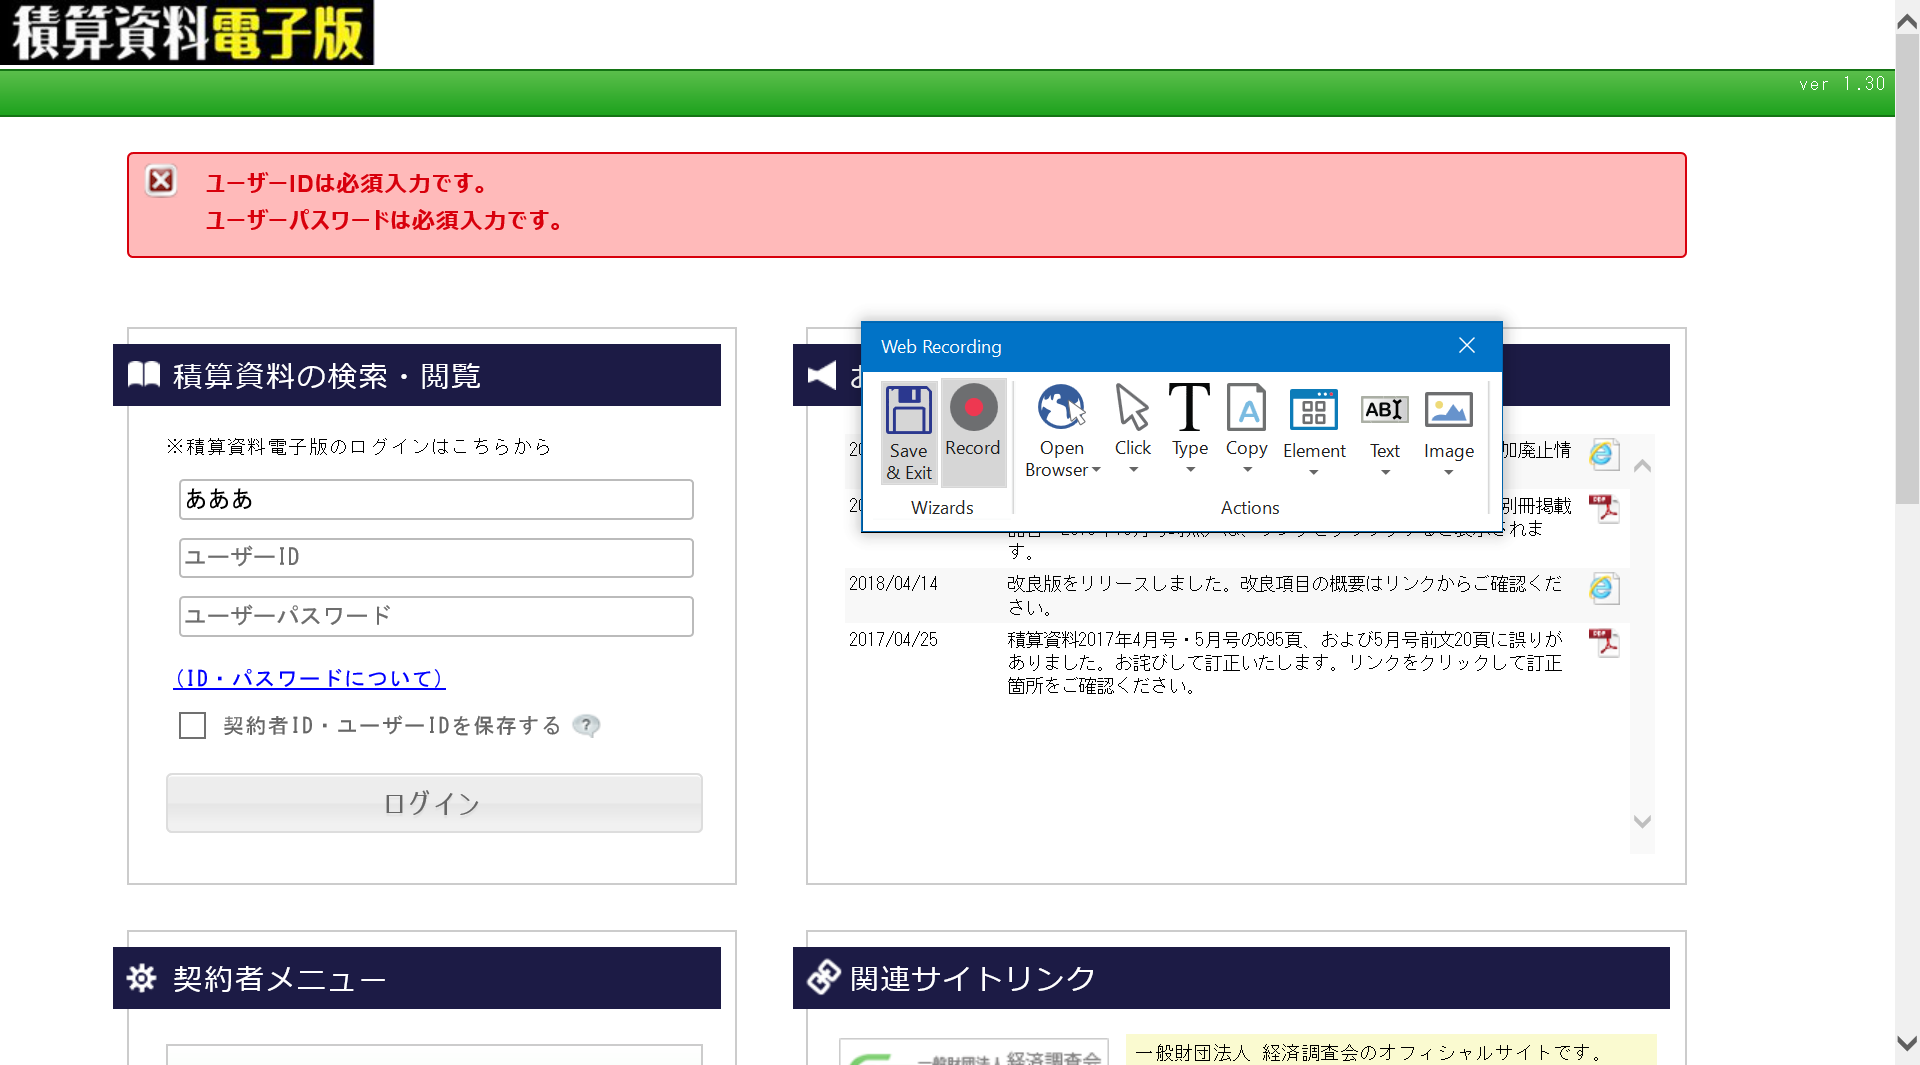 積算資料電子版
ver 1.30
ユーザーIDは必須入力です。
ユーザーパスワードは必須入力です。
積算資料の検索・閲覧
※積算資料電子版のログインはこちらから
あああ
ユーザーID
ユーザーパスワード
(ID・パスワードについて)
契約者ID・ユーザーIDを保存する
ログイン
Web Recording
Save
& Exit
Record
Open
Browser
Click
Type
Copy
Element
Text
Image
Wizards
Actions
加廃止情
別冊掲載
す。
2018/04/14
改良版をリリースしました。改良項目の概要はリンクからご確認くだ
さい。
2017/04/25
積算資料2017年4月号・5月号の595頁、および5月号前文20頁に誤りが
ありました。お詫びして訂正いたします。リンクをクリックして訂正
箇所をご確認ください。
契約者メニュー
関連サイトリンク
一般財団法人 経済調査会
一般財団法人 経済調査会のオフィシャルサイトです。